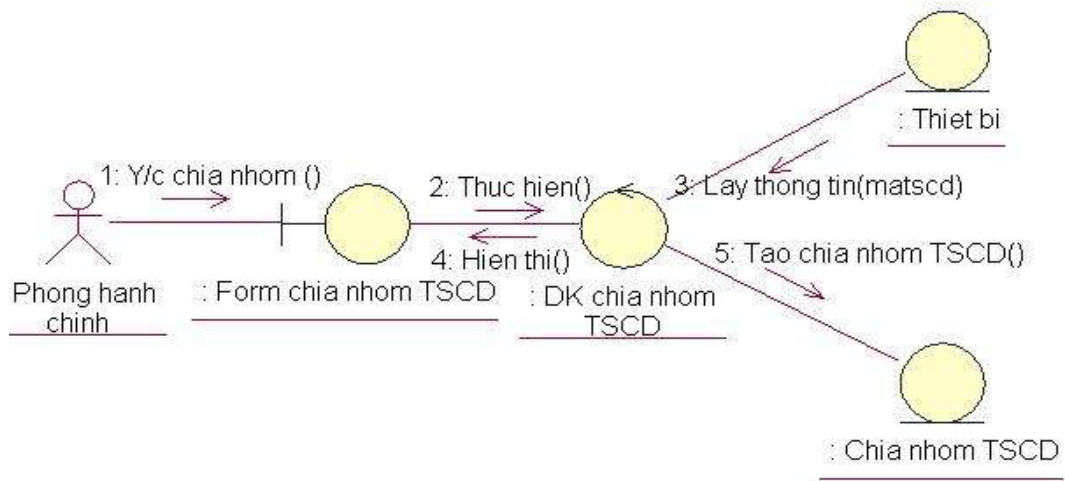 : Thiet bi
1: Y/c chia nhom ()
2: Thuc hien()
3: Lay thong tin(matscd)
4: Hien thi()
5: Tao chia nhom TSCD()
Phong hanh
chinh
: Form chia nhom TSCD
: DK chia nhom
TSCD
: Chia nhom TSCD